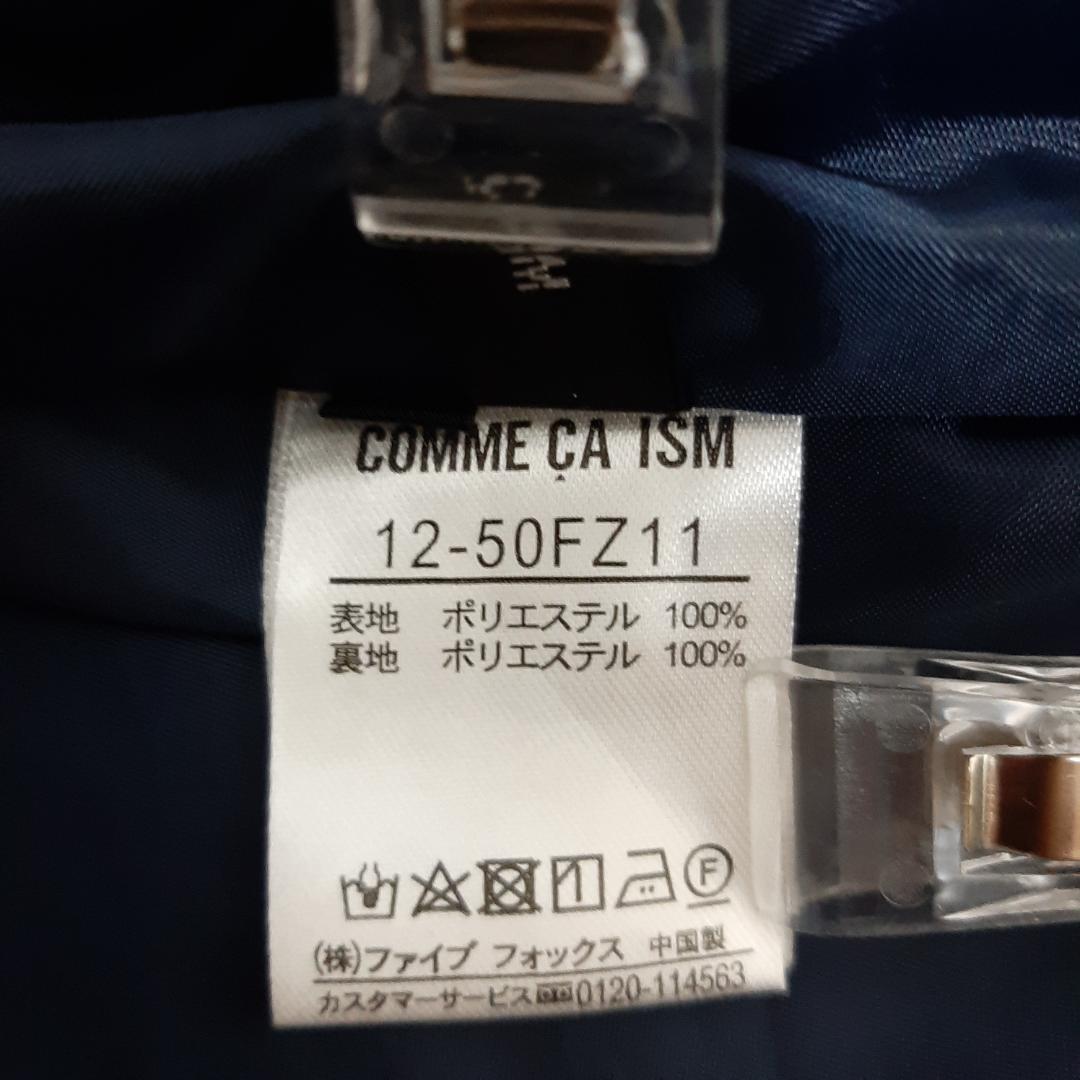 COMME ÇA ISM
12-50FZ11
表地 ポリエステル 100%
裏地 ポリエステル 100%
F
(株)ファイブ フォックス 中国製
カスタマーサービス 0120-114563